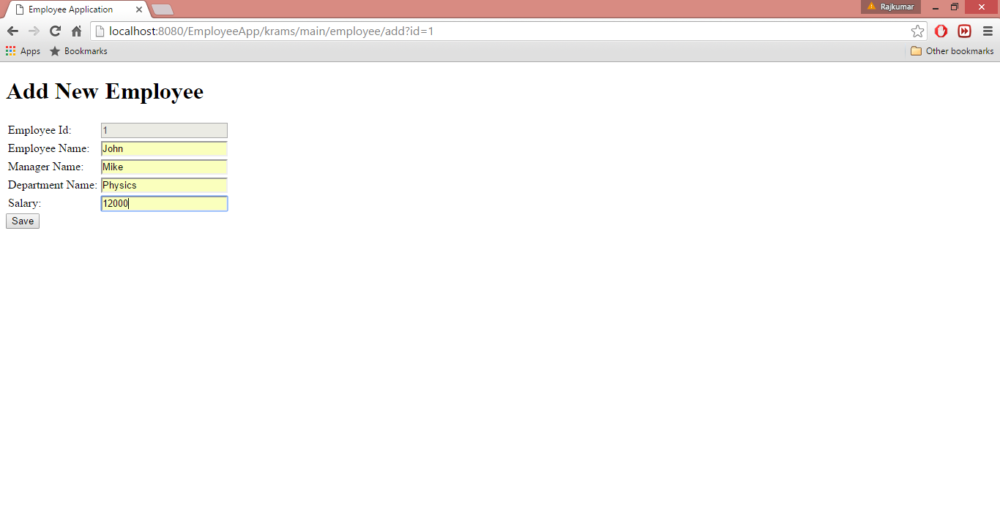 Employee Application
Rajkumar
localhost:8080/EmployeeApp/krams/main/employee/add?id=1
Apps Bookmarks Other bookmarks
Add New Employee
Employee Id: 1
Employee Name: John
Manager Name: Mike
Department Name: Physics
Salary: 12000
Save